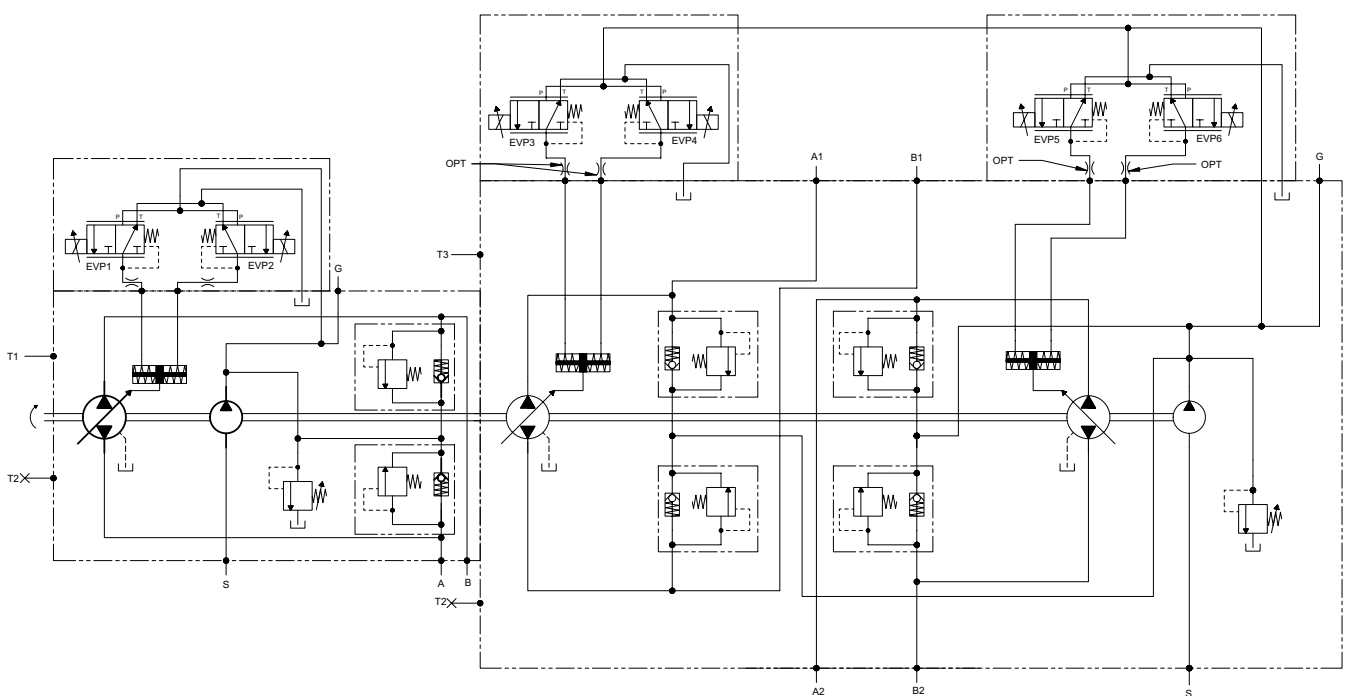 P T T P
EVP3 EVP4
OPT
P T T P
EVP5 EVP6
OPT OPT
A1 B1 G
P T T P
EVP1 EVP2
G
T3
T1
T2
S A B
T2
A2 B2 S